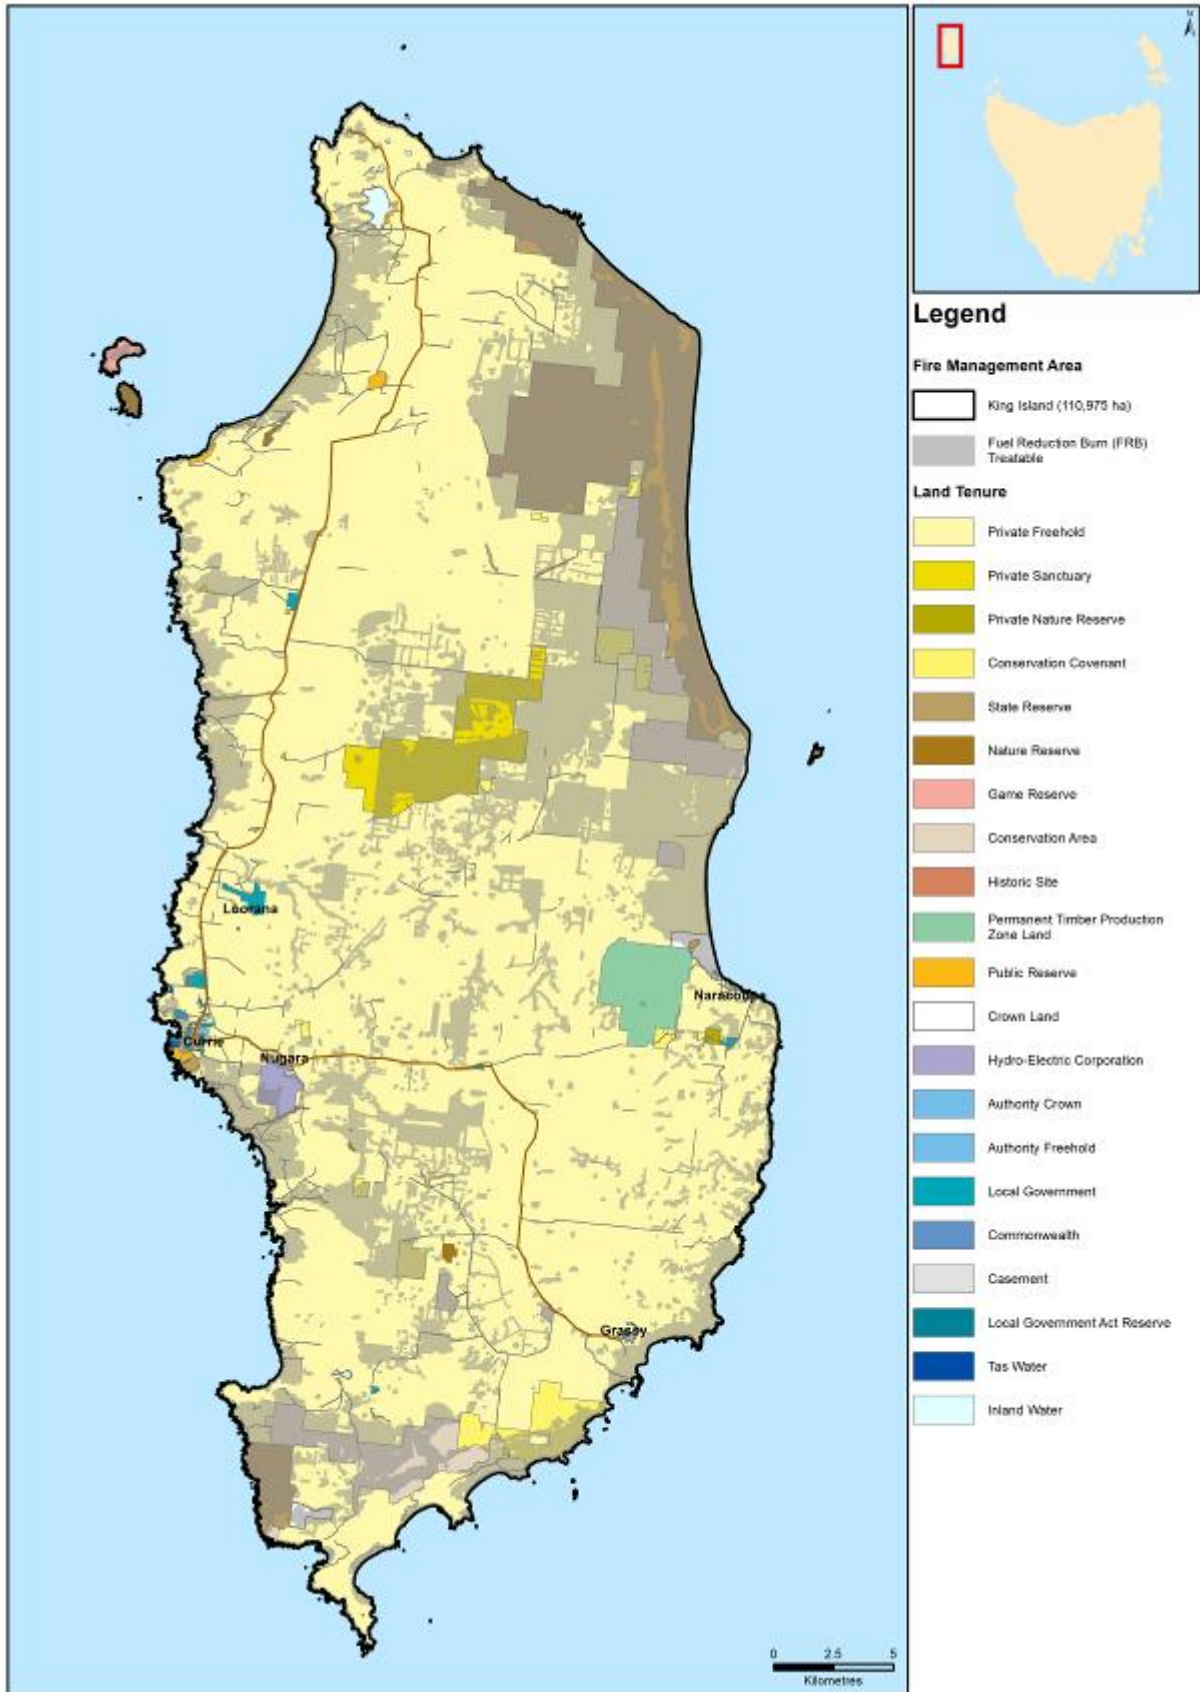 N
Legend
Fire Management Area
King Island (110,975 ha)
Fuel Reduction Burn (FRB)
Treatable
Land Tenure
Private Freehold
Private Sanctuary
Private Nature Reserve
Conservation Covenant
State Reserve
Nature Reserve
Game Reserve
Conservation Area
Historic Site
Permanent Timber Production
Zone Land
Public Reserve
Crown Land
Hydro-Electric Corporation
Authority Crown
Authority Freehold
Local Government
Commonwealth
Casement
Local Government Act Reserve
Tas Water
Inland Water
Loorana
Naracoopa
Currie
Nugara
Grassy
0 2.5 5
Kilometres